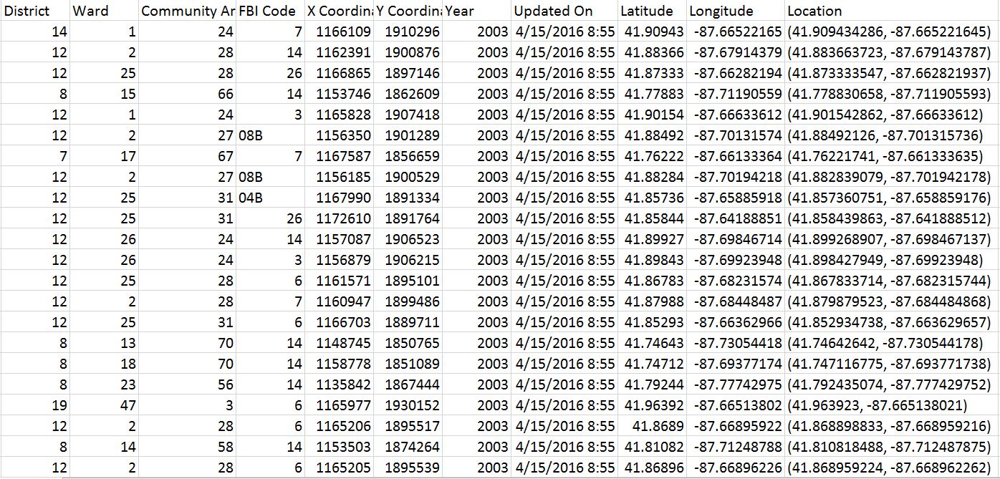 District Ward Community Ar FBI Code X Coordina Y Coordina Year Updated On Latitude Longitude Location
14 1 24 7 1166109 1910296 2003 4/15/2016 8:55 41.90943 -87.66522165 (41.909434286, -87.665221645)
12 2 28 14 1162391 1900876 2003 4/15/2016 8:55 41.88366 -87.67914379 (41.883663723, -87.679143787)
12 25 28 26 1166865 1897146 2003 4/15/2016 8:55 41.87333 -87.66282194 (41.873333547, -87.662821937)
8 15 66 14 1153746 1862609 2003 4/15/2016 8:55 41.77883 -87.71190559 (41.778830658, -87.711905593)
12 1 24 3 1165828 1907418 2003 4/15/2016 8:55 41.90154 -87.66633612 (41.901542862, -87.66633612)
12 2 27 08B 1156350 1901289 2003 4/15/2016 8:55 41.88492 -87.70131574 (41.88492126, -87.701315736)
7 17 67 7 1167587 1856659 2003 4/15/2016 8:55 41.76222 -87.66133364 (41.76221741, -87.661333635)
12 2 27 08B 1156185 1900529 2003 4/15/2016 8:55 41.88284 -87.70194218 (41.882839079, -87.701942178)
12 25 31 04B 1167990 1891334 2003 4/15/2016 8:55 41.85736 -87.65885918 (41.857360751, -87.658859176)
12 25 31 26 1172610 1891764 2003 4/15/2016 8:55 41.85844 -87.64188851 (41.858439863, -87.641888512)
12 26 24 14 1157087 1906523 2003 4/15/2016 8:55 41.89927 -87.69846714 (41.899268907, -87.698467137)
12 26 24 3 1156879 1906215 2003 4/15/2016 8:55 41.89843 -87.69923948 (41.898427949, -87.69923948)
12 25 28 6 1161571 1895101 2003 4/15/2016 8:55 41.86783 -87.68231574 (41.867833714, -87.682315744)
12 2 28 7 1160947 1899486 2003 4/15/2016 8:55 41.87988 -87.68448487 (41.879879523, -87.684484868)
12 25 31 6 1166703 1889711 2003 4/15/2016 8:55 41.85293 -87.66362966 (41.852934738, -87.663629657)
8 13 70 14 1148745 1850765 2003 4/15/2016 8:55 41.74643 -87.73054418 (41.74642642, -87.730544178)
8 18 70 14 1158778 1851089 2003 4/15/2016 8:55 41.74712 -87.69377174 (41.747116775, -87.693771738)
8 23 56 14 1135842 1867444 2003 4/15/2016 8:55 41.79244 -87.77742975 (41.792435074, -87.777429752)
19 47 3 6 1165977 1930152 2003 4/15/2016 8:55 41.96392 -87.66513802 (41.963923, -87.665138021)
12 2 28 6 1165206 1895517 2003 4/15/2016 8:55 41.8689 -87.66895922 (41.868898833, -87.668959216)
8 14 58 14 1153503 1874264 2003 4/15/2016 8:55 41.81082 -87.71248788 (41.810818488, -87.712487875)
12 2 28 6 1165205 1895539 2003 4/15/2016 8:55 41.86896 -87.66896226 (41.868959224, -87.668962262)